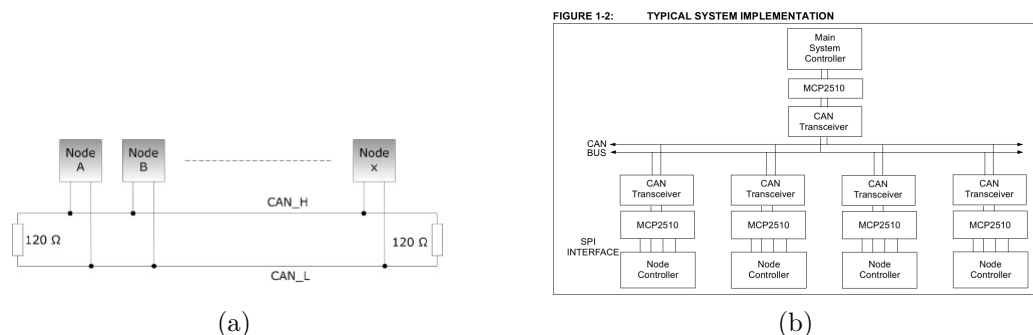 Node
A
Node
B
Node
x
CAN_H
120 Ω
120 Ω
CAN_L
(a)
FIGURE 1-2: TYPICAL SYSTEM IMPLEMENTATION
Main
System
Controller
MCP2510
CAN
Transceiver
CAN
BUS
CAN
Transceiver
CAN
Transceiver
CAN
Transceiver
CAN
Transceiver
MCP2510
MCP2510
MCP2510
MCP2510
SPI
INTERFACE
Node
Controller
Node
Controller
Node
Controller
Node
Controller
(b)